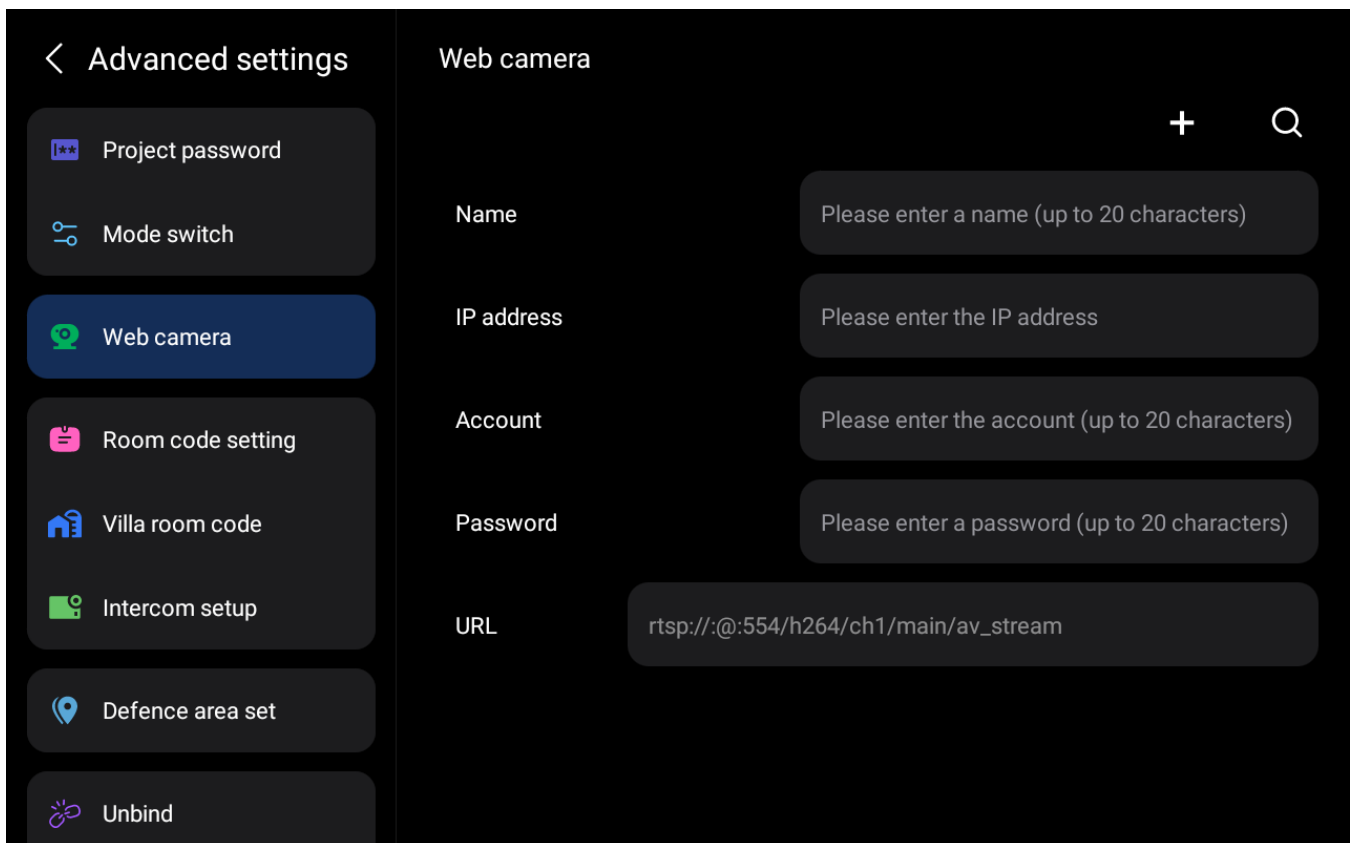 Advanced settings
Project password
Mode switch
Web camera
Room code setting
Villa room code
Intercom setup
Defence area set
Unbind
Web camera
Name
Please enter a name (up to 20 characters)
IP address
Please enter the IP address
Account
Please enter the account (up to 20 characters)
Password
Please enter a password (up to 20 characters)
URL
rtsp://:@:554/h264/ch1/main/av_stream